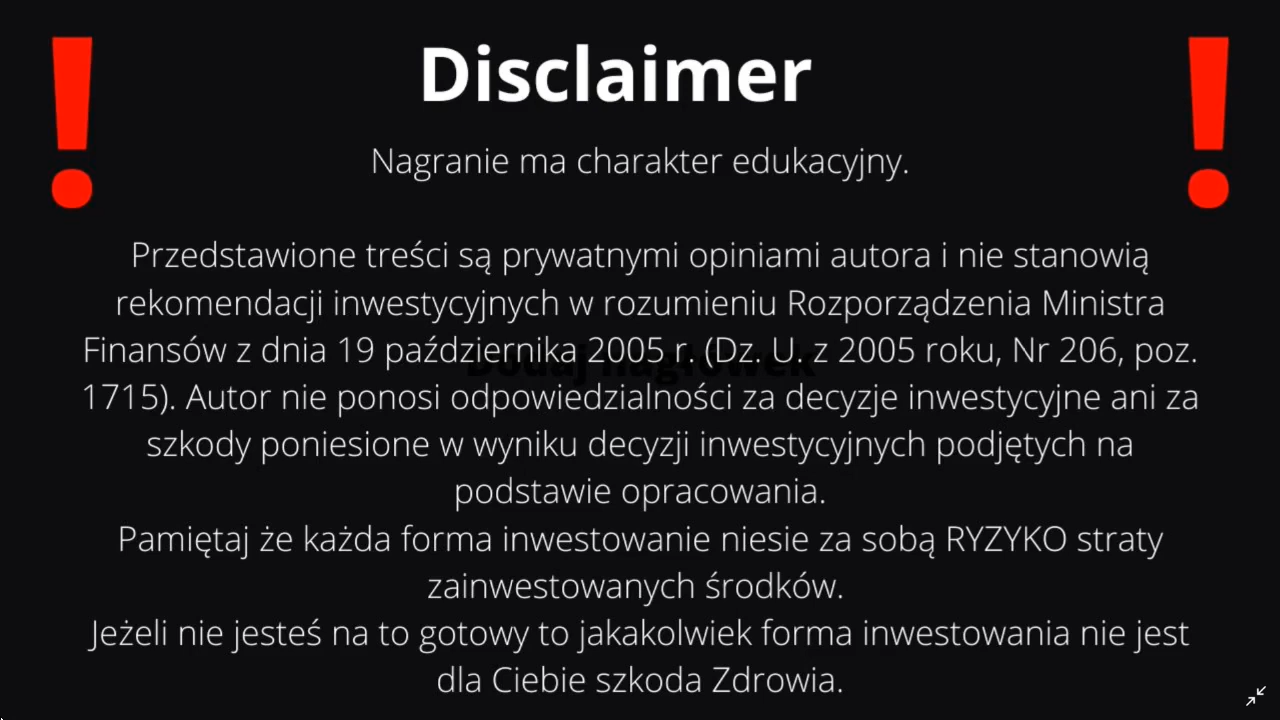 Disclaimer
Nagranie ma charakter edukacyjny.
Przedstawione treści są prywatnymi opiniami autora i nie stanowią
rekomendacji inwestycyjnych w rozumieniu Rozporządzenia Ministra
Finansów z dnia 19 października 2005 r. (Dz. U. z 2005 roku, Nr 206, poz.
1715). Autor nie ponosi odpowiedzialności za decyzje inwestycyjne ani za
szkody poniesione w wyniku decyzji inwestycyjnych podjętych na
podstawie opracowania.
Pamiętaj że każda forma inwestowanie niesie za sobą RYZYKO straty
zainwestowanych środków.
Jeżeli nie jesteś na to gotowy to jakakolwiek forma inwestowania nie jest
dla Ciebie szkoda Zdrowia.
Dodaj nagłówek